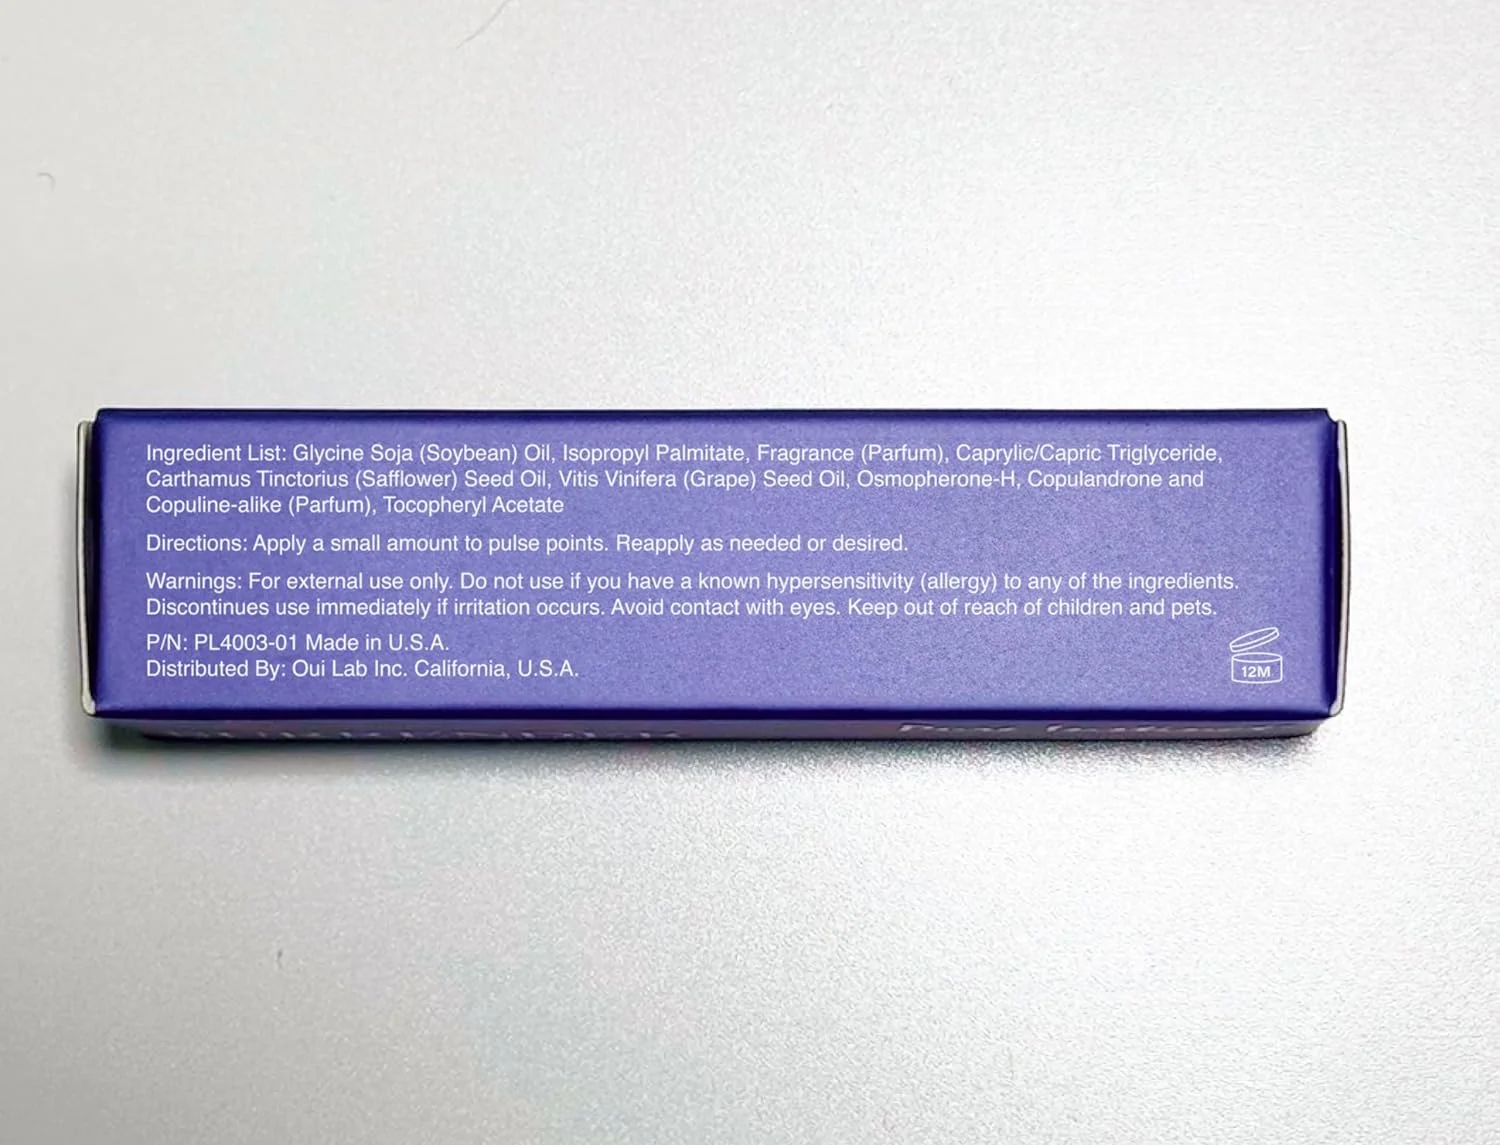 Ingredient List: Glycine Soja (Soybean) Oil, Isopropyl Palmitate, Fragrance (Parfum), Caprylic/Capric Triglyceride,
Carthamus Tinctorius (Safflower) Seed Oil, Vitis Vinifera (Grape) Seed Oil, Osmopherone-H, Copulandrone and
Copuline-alike (Parfum), Tocopheryl Acetate
Directions: Apply a small amount to pulse points. Reapply as needed or desired.
Warnings: For external use only. Do not use if you have a known hypersensitivity (allergy) to any of the ingredients.
Discontinues use immediately if irritation occurs. Avoid contact with eyes. Keep out of reach of children and pets.
P/N: PL4003-01 Made in U.S.A.
Distributed By: Oui Lab Inc. California, U.S.A.
12M